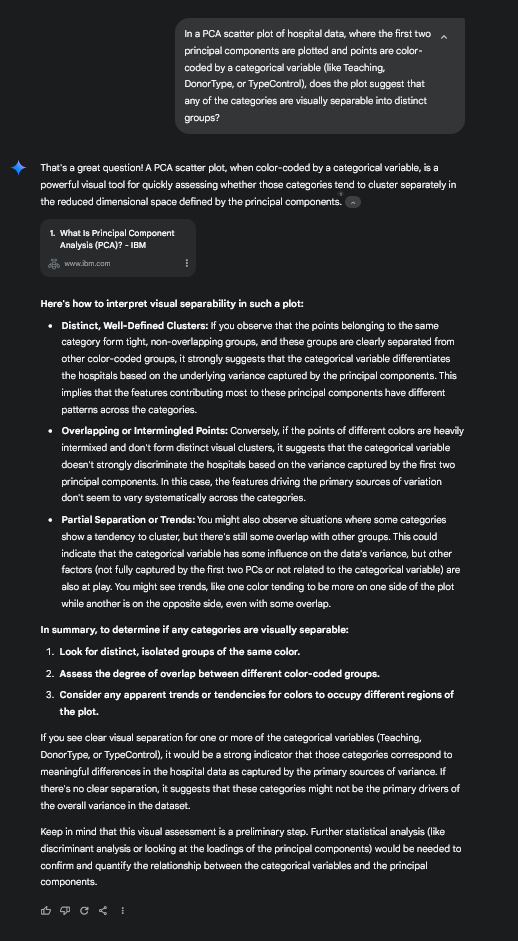 In a PCA scatter plot of hospital data, where the first two
principal components are plotted and points are color-
coded by a categorical variable (like Teaching,
DonorType, or TypeControl), does the plot suggest that
any of the categories are visually separable into distinct
groups?
That's a great question! A PCA scatter plot, when color-coded by a categorical variable, is a
powerful visual tool for quickly assessing whether those categories tend to cluster separately in
the reduced dimensional space defined by the principal components. 1
1. What Is Principal Component
Analysis (PCA)? - IBM
www.ibm.com
Here's how to interpret visual separability in such a plot:
• Distinct, Well-Defined Clusters: If you observe that the points belonging to the same
category form tight, non-overlapping groups, and these groups are clearly separated from
other color-coded groups, it strongly suggests that the categorical variable differentiates
the hospitals based on the underlying variance captured by the principal components. This
implies that the features contributing most to these principal components have different
patterns across the categories.
• Overlapping or Intermingled Points: Conversely, if the points of different colors are heavily
intermixed and don't form distinct visual clusters, it suggests that the categorical variable
doesn't strongly discriminate the hospitals based on the variance captured by the first two
principal components. In this case, the features driving the primary sources of variation
don't seem to vary systematically across the categories.
• Partial Separation or Trends: You might also observe situations where some categories
show a tendency to cluster, but there's still some overlap with other groups. This could
indicate that the categorical variable has some influence on the data's variance, but other
factors (not fully captured by the first two PCs or not related to the categorical variable) are
also at play. You might see trends, like one color tending to be more on one side of the plot
while another is on the opposite side, even with some overlap.
In summary, to determine if any categories are visually separable:
1. Look for distinct, isolated groups of the same color.
2. Assess the degree of overlap between different color-coded groups.
3. Consider any apparent trends or tendencies for colors to occupy different regions of
the plot.
If you see clear visual separation for one or more of the categorical variables (Teaching,
DonorType, or TypeControl), it would be a strong indicator that those categories correspond to
meaningful differences in the hospital data as captured by the primary sources of variance. If
there's no clear separation, it suggests that these categories might not be the primary drivers of
the overall variance in the dataset.
Keep in mind that this visual assessment is a preliminary step. Further statistical analysis (like
discriminant analysis or looking at the loadings of the principal components) would be needed to
confirm and quantify the relationship between the categorical variables and the principal
components.